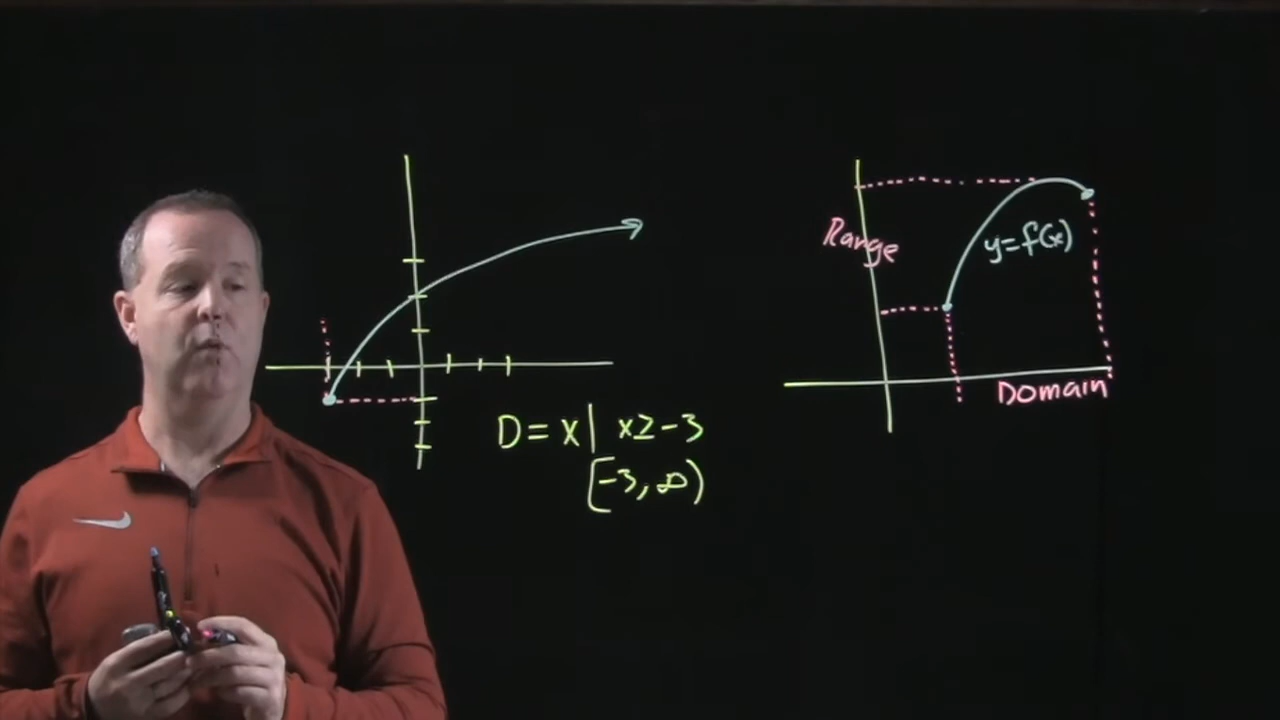 D = x | x ≥ -3
[-3, ∞)
Range
y=f(x)
Domain